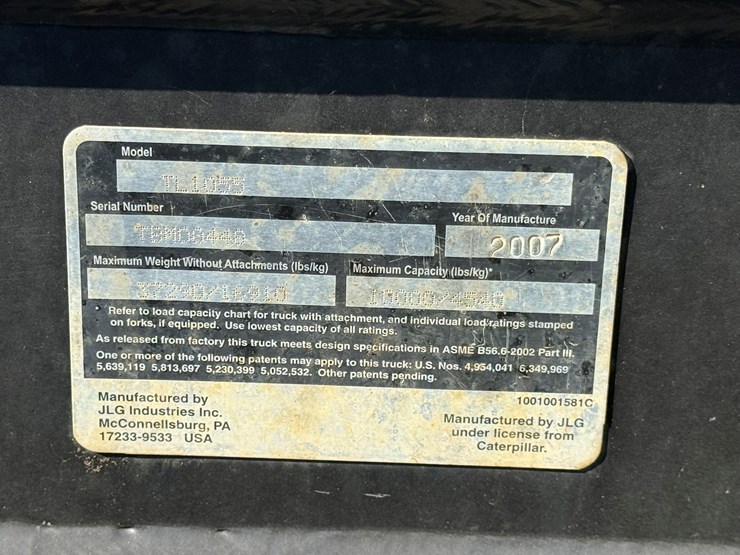 Model
TL1055
Serial Number
Year Of Manufacture
2007
Maximum Weight Without Attachments (lbs/kg)
Maximum Capacity (lbs/kg)*
10000/4540
* Refer to load capacity chart for truck with attachment, and individual load ratings stamped
on forks, if equipped. Use lowest capacity of all ratings.
As released from factory this truck meets design specifications in ASME B56.6-2002 Part III.
One or more of the following patents may apply to this truck: U.S. Nos. 4,954,041 6,349,969
5,639,119 5,813,697 5,230,399 5,052,532. Other patents pending.
1001001581C
Manufactured by
JLG Industries Inc.
McConnellsburg, PA
17233-9533 USA
Manufactured by JLG
under license from
Caterpillar.